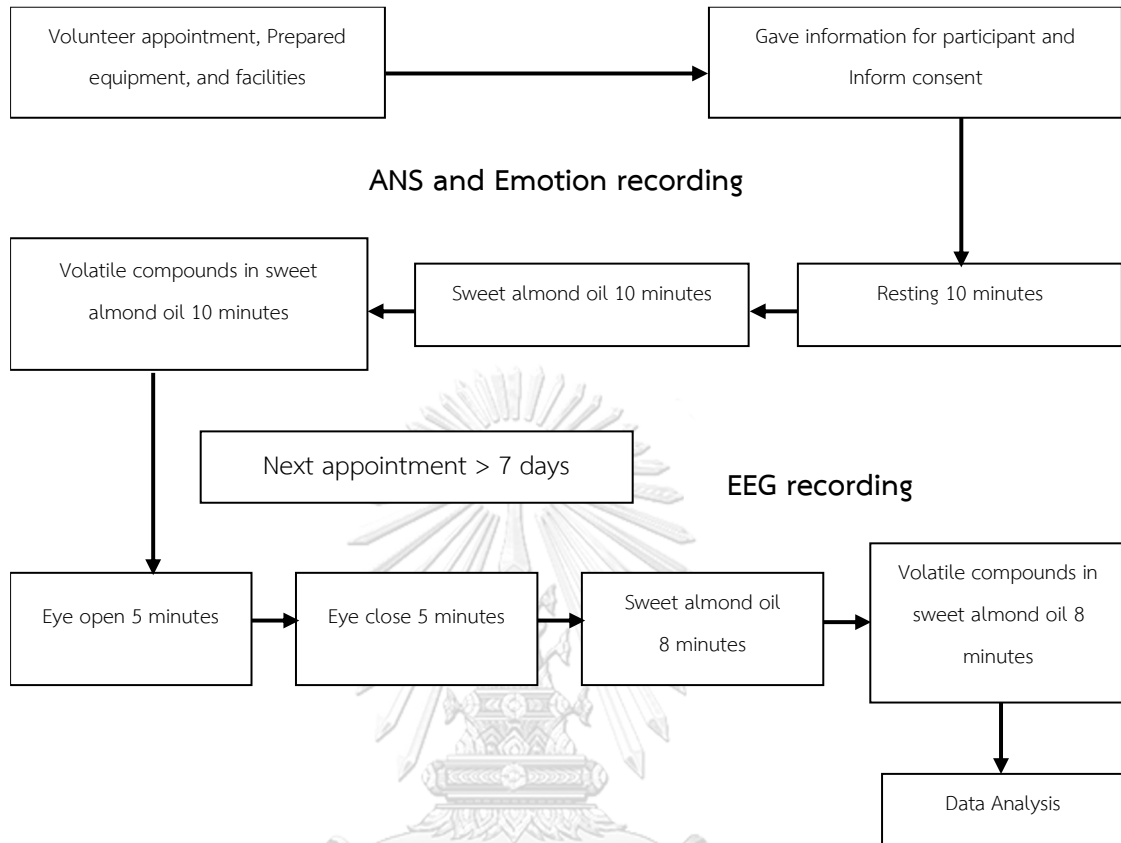 Volunteer appointment, Prepared
equipment, and facilities
Gave information for participant and
Inform consent
ANS and Emotion recording
Volatile compounds in sweet
almond oil 10 minutes
Sweet almond oil 10 minutes
Resting 10 minutes
Next appointment > 7 days
EEG recording
Eye open 5 minutes
Eye close 5 minutes
Sweet almond oil
8 minutes
Volatile compounds in
sweet almond oil 8
minutes
Data Analysis